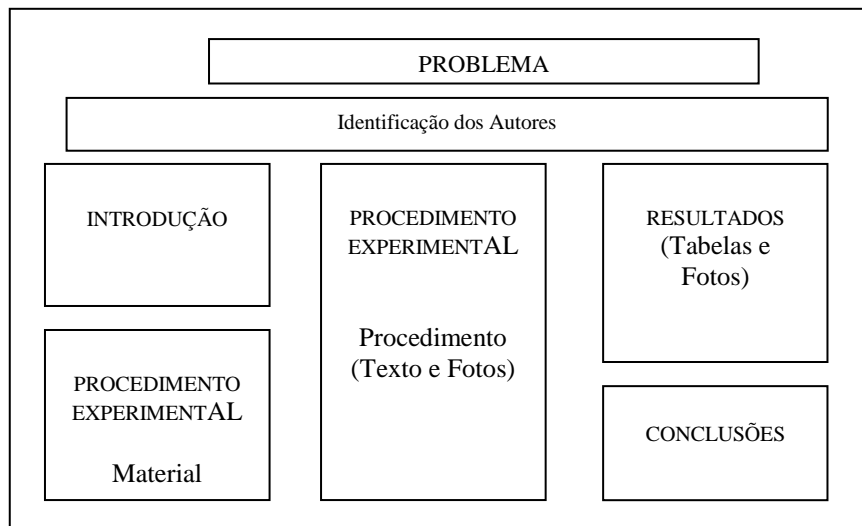 PROBLEMA
Identificação dos Autores
INTRODUÇÃO
PROCEDIMENTO
EXPERIMENTAL
Material
PROCEDIMENTO
EXPERIMENTAL
Procedimento
(Texto e Fotos)
RESULTADOS
(Tabelas e
Fotos)
CONCLUSÕES